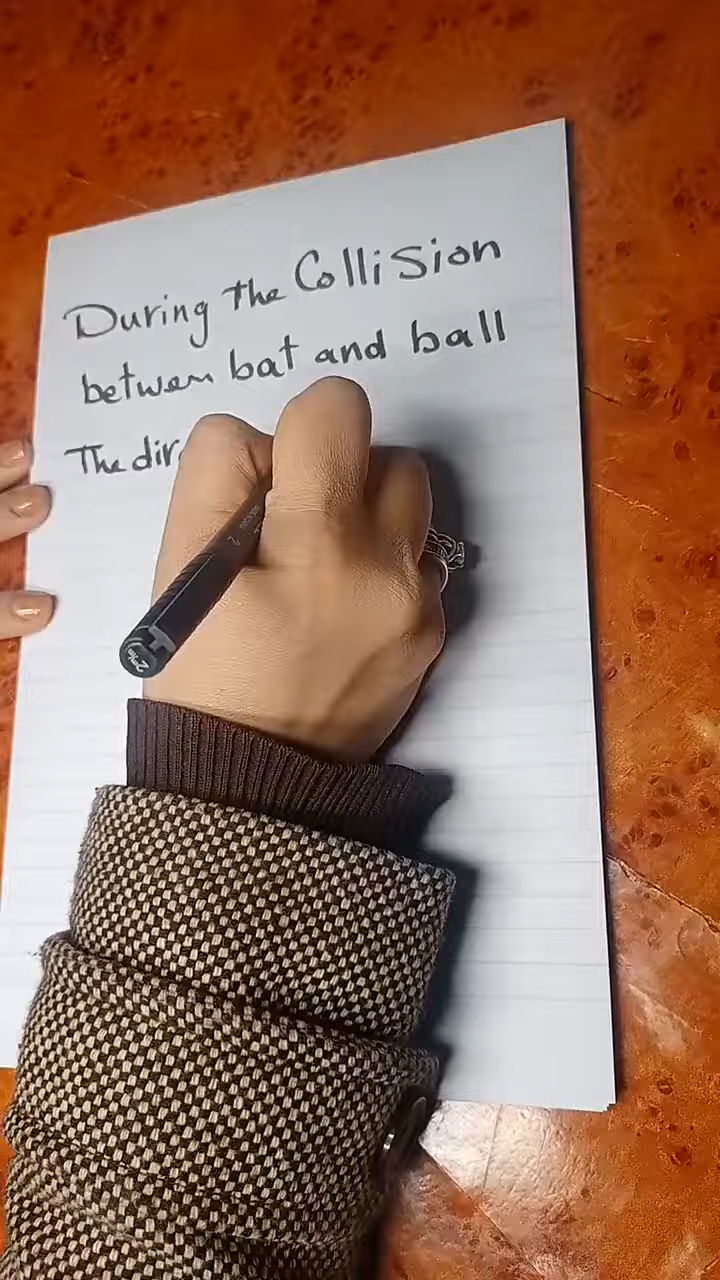 During the Collision
between bat and ball
The dir